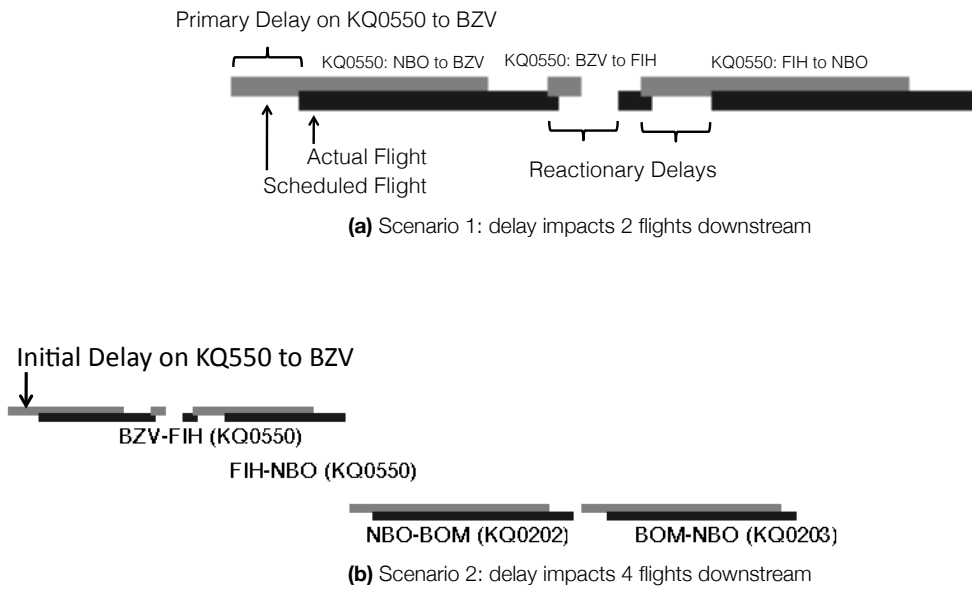 Primary Delay on KQ0550 to BZV
KQ0550: NBO to BZV
KQ0550: BZV to FIH
KQ0550: FIH to NBO
Actual Flight
Scheduled Flight
Reactionary Delays
(a) Scenario 1: delay impacts 2 flights downstream
Initial Delay on KQ550 to BZV
BZV-FIH (KQ0550)
FIH-NBO (KQ0550)
NBO-BOM (KQ0202)
BOM-NBO (KQ0203)
(b) Scenario 2: delay impacts 4 flights downstream